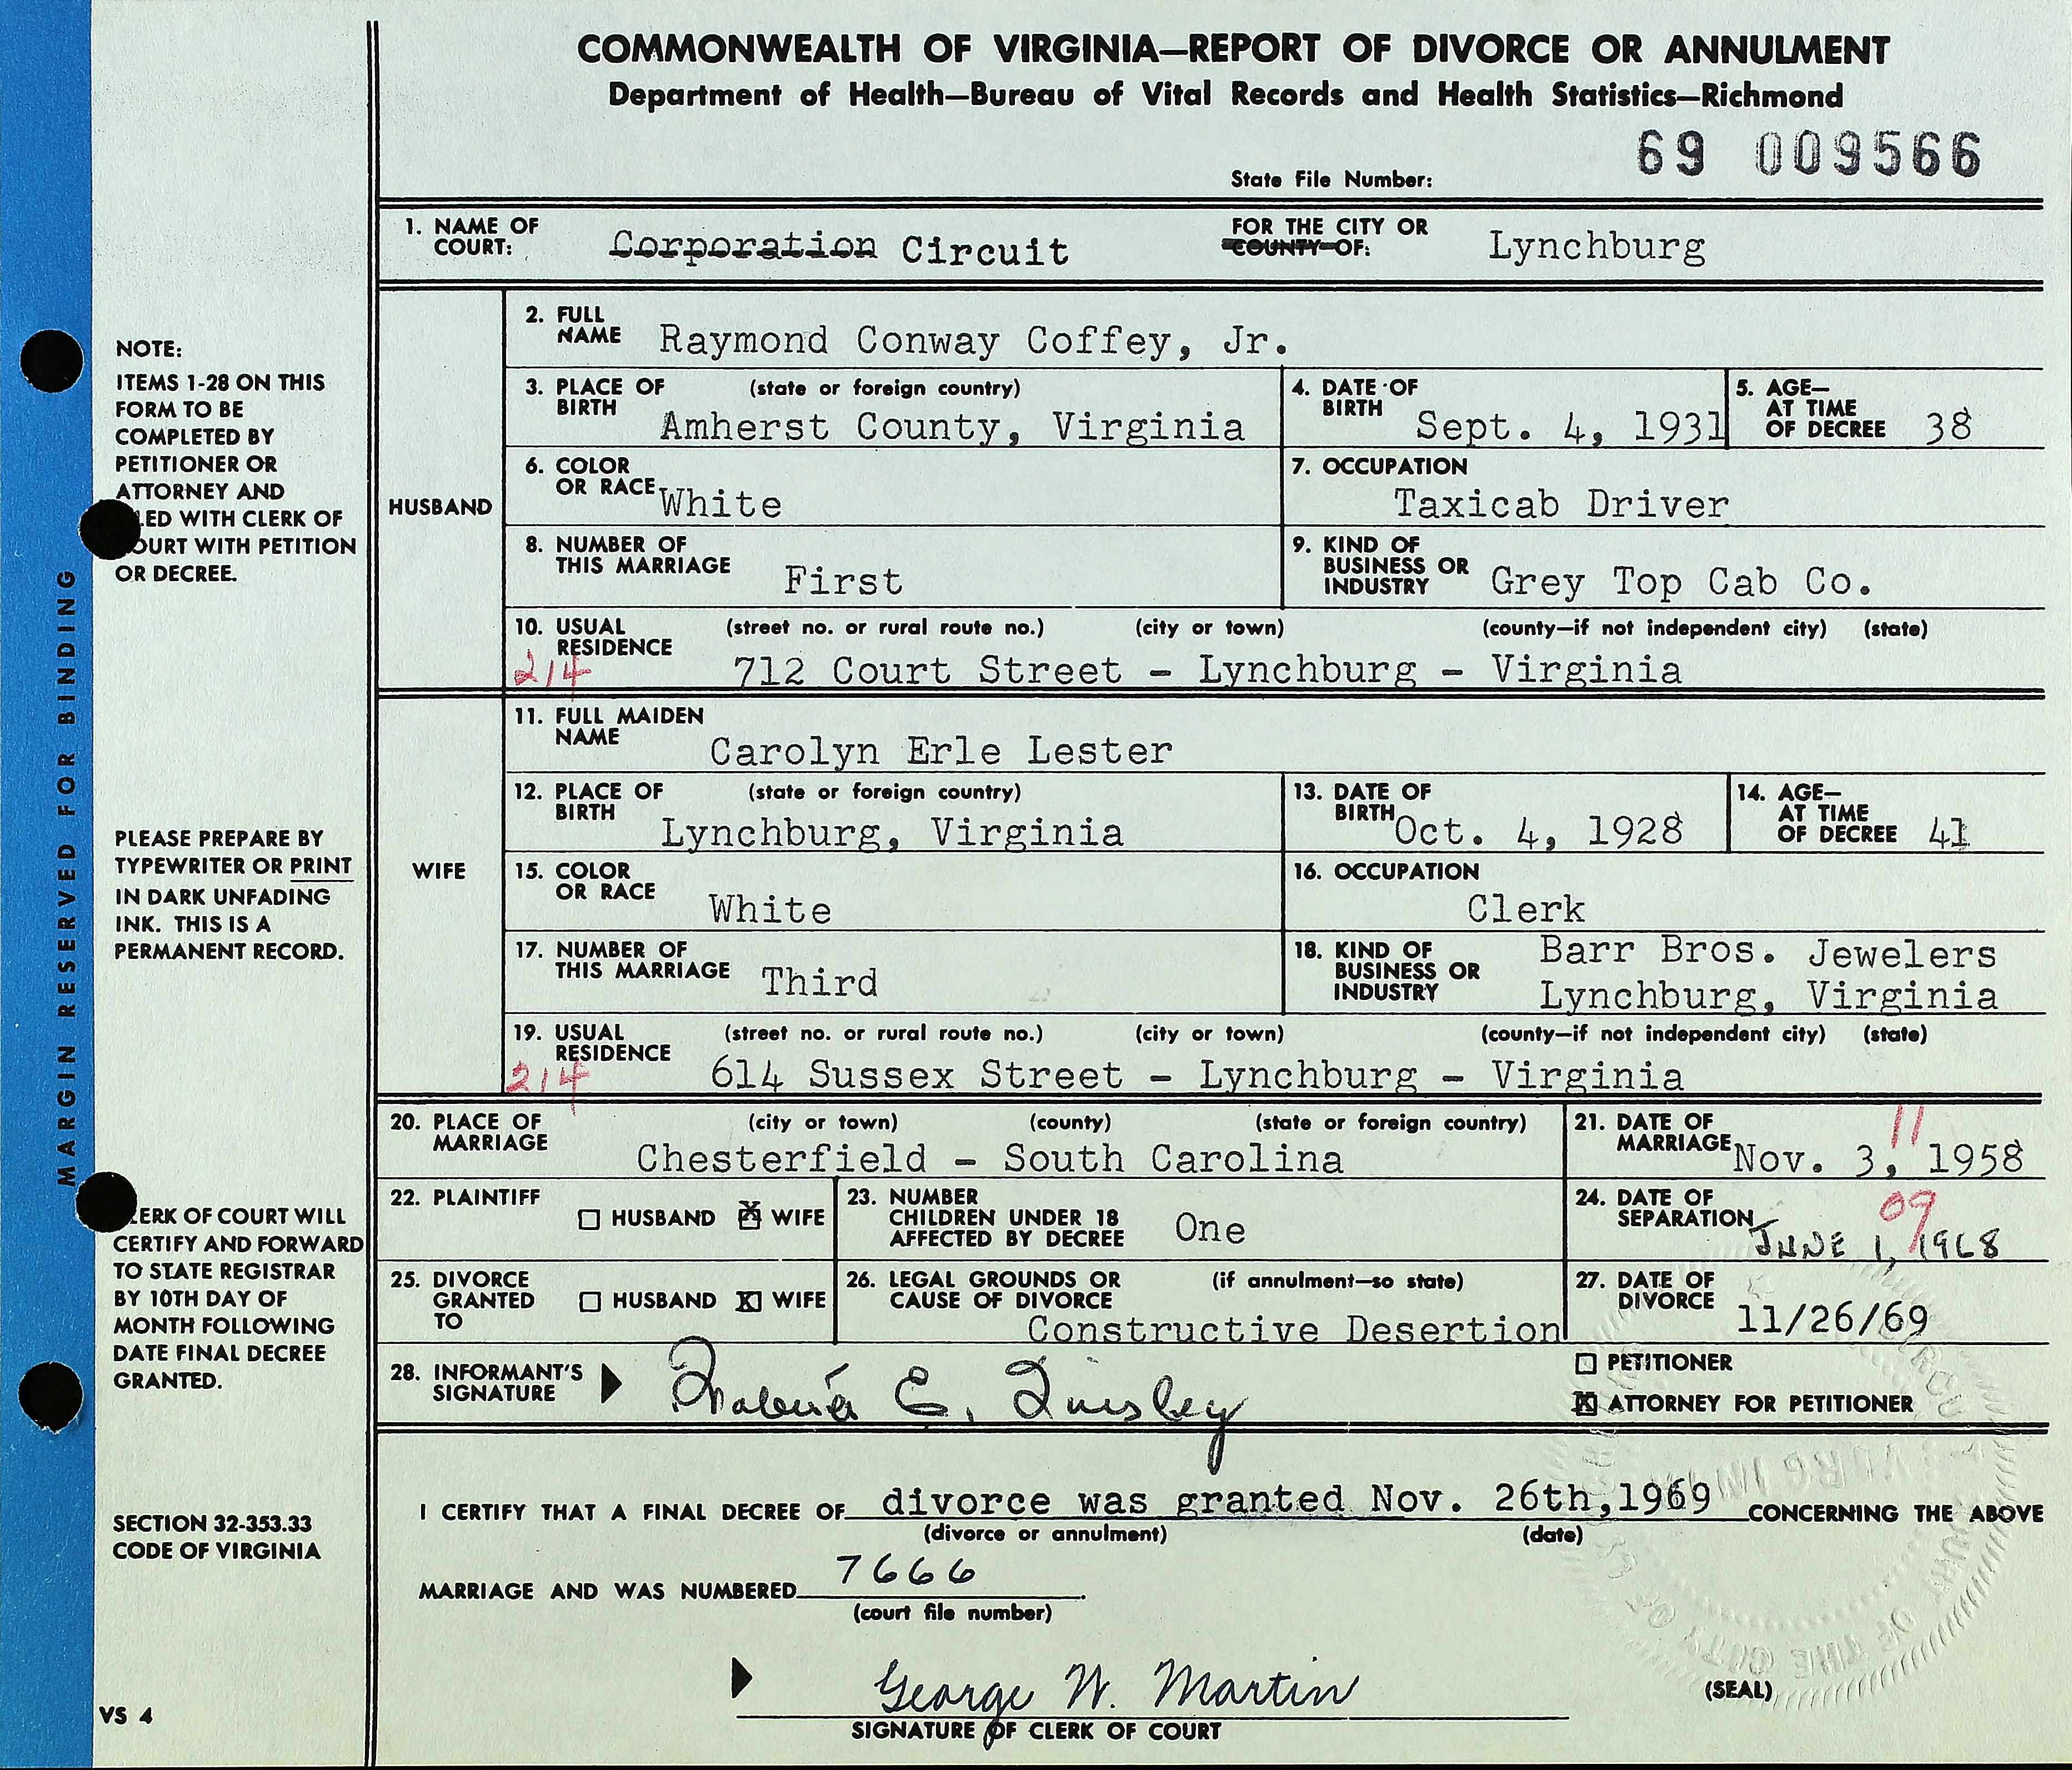 COMMONWEALTH OF VIRGINIA—REPORT OF DIVORCE OR ANNULMENT
Department of Health—Bureau of Vital Records and Health Statistics—Richmond
State File Number: 69 009566
1. NAME OF COURT: Corporation Circuit FOR THE CITY OR COUNTY OF: Lynchburg
HUSBAND
2. FULL NAME Raymond Conway Coffey, Jr.
3. PLACE OF BIRTH (state or foreign country) Amherst County, Virginia
4. DATE OF BIRTH Sept. 4, 1931
5. AGE—AT TIME OF DECREE 38
6. COLOR OR RACE White
7. OCCUPATION Taxicab Driver
8. NUMBER OF THIS MARRIAGE First
9. KIND OF BUSINESS OR INDUSTRY Grey Top Cab Co.
10. USUAL RESIDENCE (street no. or rural route no.) (city or town) (county—if not independent city) (state)
214 712 Court Street - Lynchburg - Virginia
WIFE
11. FULL MAIDEN NAME Carolyn Erle Lester
12. PLACE OF BIRTH (state or foreign country) Lynchburg, Virginia
13. DATE OF BIRTH Oct. 4, 1928
14. AGE—AT TIME OF DECREE 41
15. COLOR OR RACE White
16. OCCUPATION Clerk
17. NUMBER OF THIS MARRIAGE Third
18. KIND OF BUSINESS OR INDUSTRY Barr Bros. Jewelers Lynchburg, Virginia
19. USUAL RESIDENCE (street no. or rural route no.) (city or town) (county—if not independent city) (state)
214 614 Sussex Street - Lynchburg - Virginia
20. PLACE OF MARRIAGE (city or town) (county) (state or foreign country) Chesterfield - South Carolina
21. DATE OF MARRIAGE Nov. 3, 1958 11
22. PLAINTIFF HUSBAND X WIFE
23. NUMBER CHILDREN UNDER 18 AFFECTED BY DECREE One
24. DATE OF SEPARATION JUNE 1, 1968 09
25. DIVORCE GRANTED TO HUSBAND X WIFE
26. LEGAL GROUNDS OR CAUSE OF DIVORCE (if annulment—so state) Constructive Desertion
27. DATE OF DIVORCE 11/26/69
28. INFORMANT'S SIGNATURE E.
PETITIONER
X ATTORNEY FOR PETITIONER
I CERTIFY THAT A FINAL DECREE OF divorce was granted Nov. 26th,1969 CONCERNING THE ABOVE
(divorce or annulment) (date)
MARRIAGE AND WAS NUMBERED 7666
(court file number)
George W. Martin
SIGNATURE OF CLERK OF COURT
(SEAL)
MARGIN RESERVED FOR BINDING
NOTE:
ITEMS 1-28 ON THIS
FORM TO BE
COMPLETED BY
PETITIONER OR
ATTORNEY AND
LED WITH CLERK OF
OURT WITH PETITION
OR DECREE.
PLEASE PREPARE BY
TYPEWRITER OR PRINT
IN DARK UNFADING
INK. THIS IS A
PERMANENT RECORD.
LERK OF COURT WILL
CERTIFY AND FORWARD
TO STATE REGISTRAR
BY 10TH DAY OF
MONTH FOLLOWING
DATE FINAL DECREE
GRANTED.
SECTION 32-353.33
CODE OF VIRGINIA
VS 4